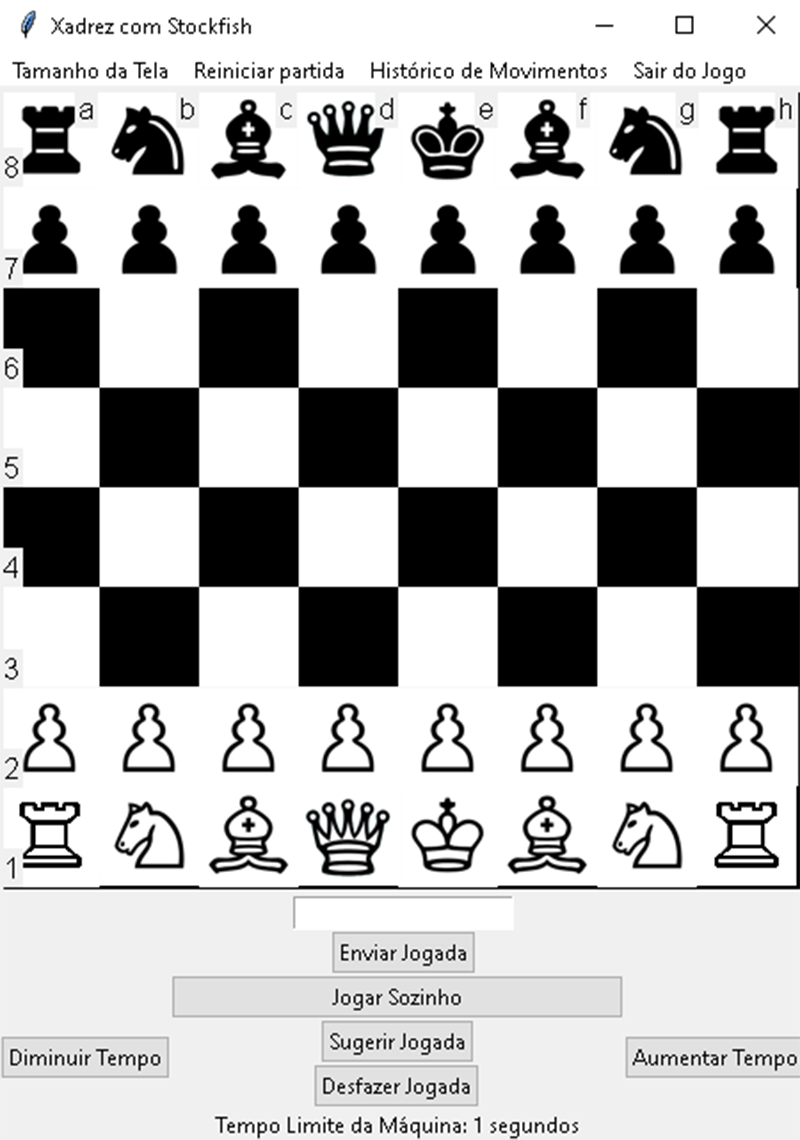 Xadrez com Stockfish
Tamanho da Tela Reiniciar partida Histórico de Movimentos Sair do Jogo
a b c d e f g h
8
7
6
5
4
3
2
1
Enviar Jogada
Jogar Sozinho
Sugerir Jogada
Diminuir Tempo Aumentar Tempo
Desfazer Jogada
Tempo Limite da Máquina: 1 segundos